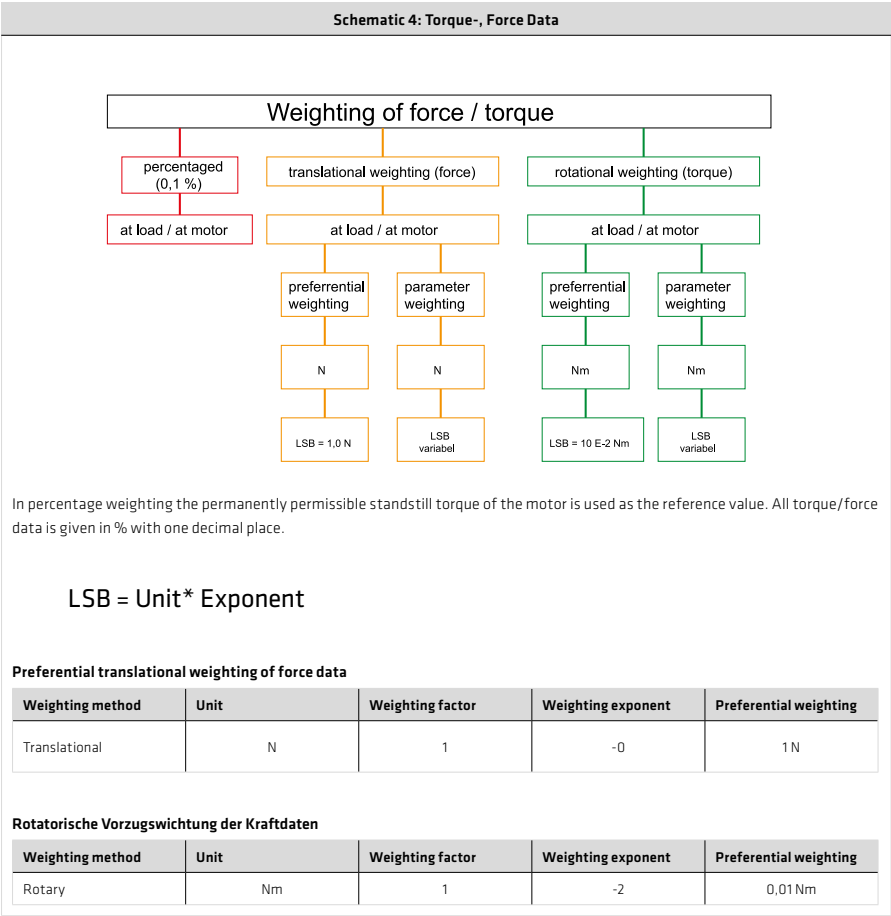 Schematic 4: Torque-, Force Data
Weighting of force / torque
percentaged
(0,1 %)
translational weighting (force)
rotational weighting (torque)
at load / at motor
at load / at motor
at load / at motor
preferrential
weighting
parameter
weighting
preferrential
weighting
parameter
weighting
N
N
Nm
Nm
LSB = 1,0 N
LSB
variabel
LSB = 10 E-2 Nm
LSB
variabel
In percentage weighting the permanently permissible standstill torque of the motor is used as the reference value. All torque/force
data is given in % with one decimal place.
LSB = Unit* Exponent
Preferential translational weighting of force data
Weighting method Unit Weighting factor Weighting exponent Preferential weighting
Translational N 1 -0 1 N
Rotatorische Vorzugswichtung der Kraftdaten
Weighting method Unit Weighting factor Weighting exponent Preferential weighting
Rotary Nm 1 -2 0,01 Nm